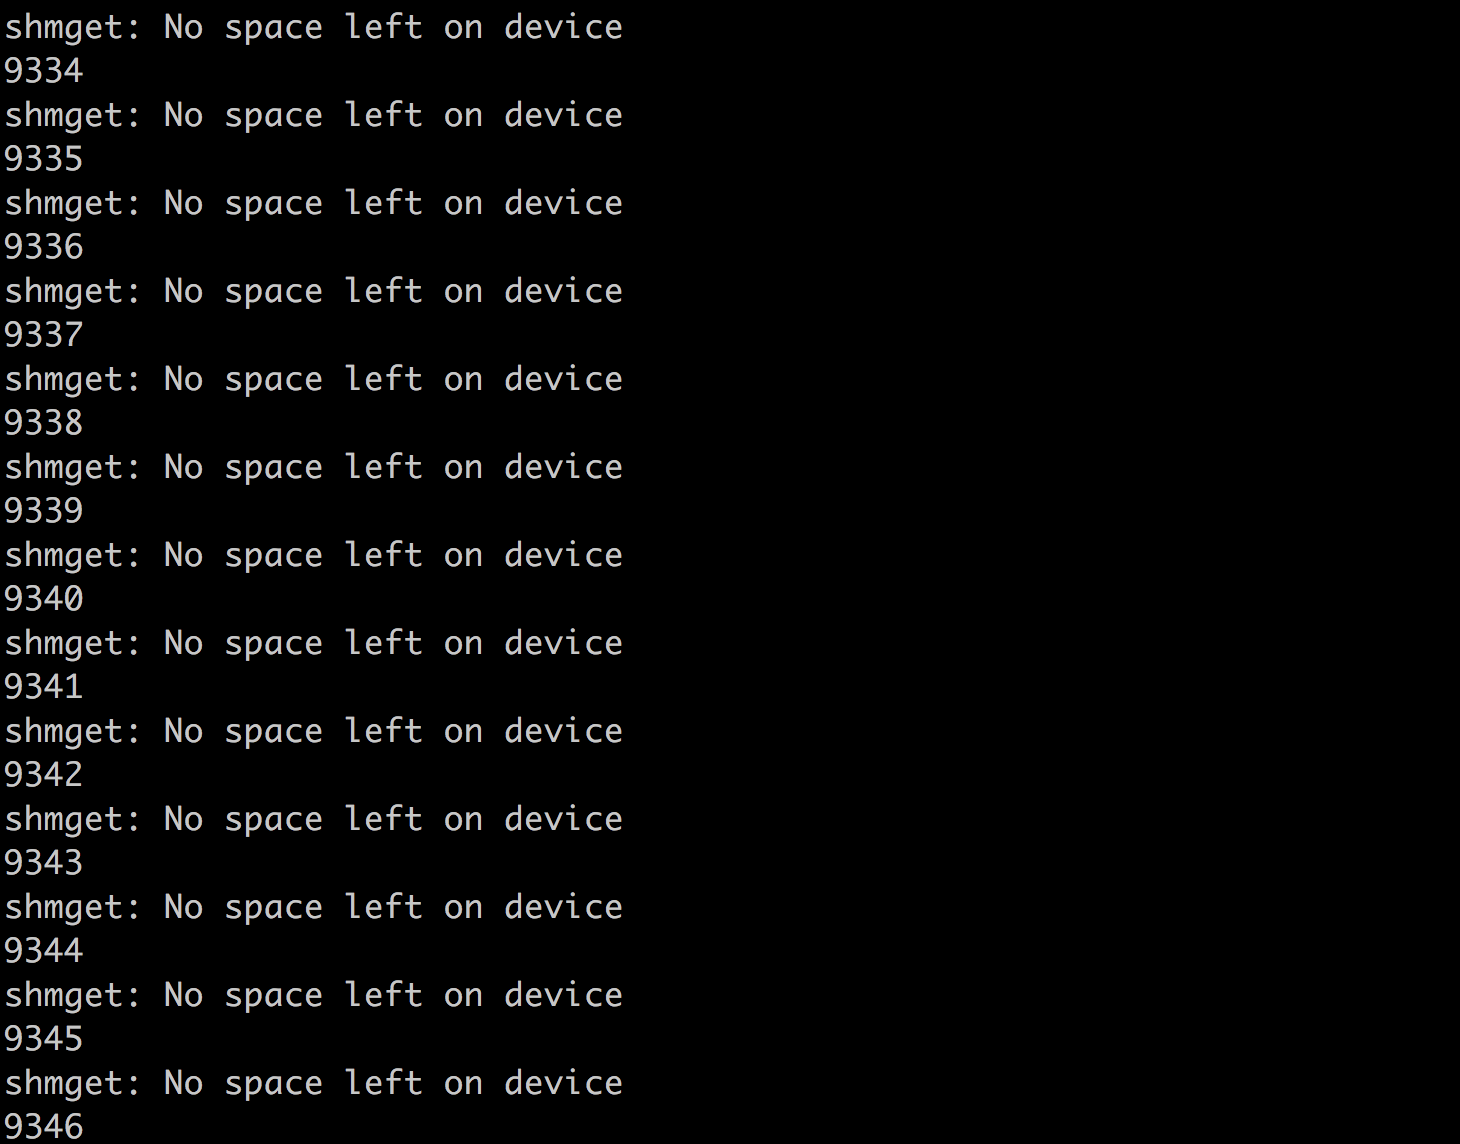 shmget: No space left on device
9334
shmget: No space left on device
9335
shmget: No space left on device
9336
shmget: No space left on device
9337
shmget: No space left on device
9338
shmget: No space left on device
9339
shmget: No space left on device
9340
shmget: No space left on device
9341
shmget: No space left on device
9342
shmget: No space left on device
9343
shmget: No space left on device
9344
shmget: No space left on device
9345
shmget: No space left on device
9346